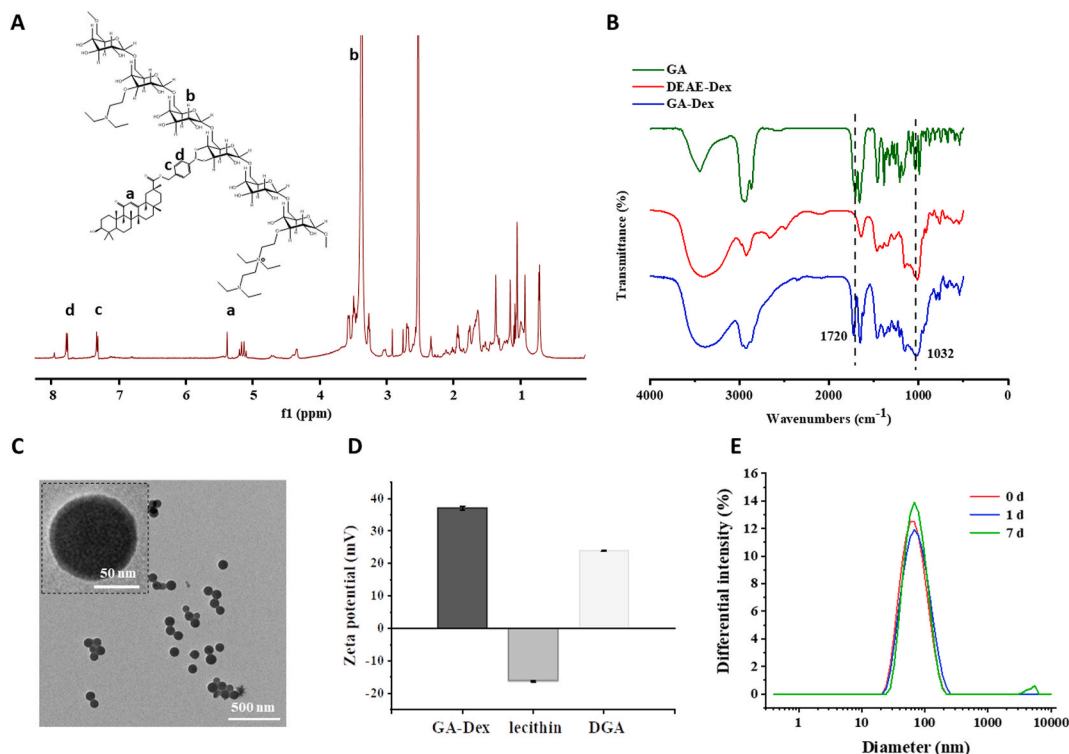 A
b
b
d
c
a
d
c
a
8
7
6
5
4
3
2
1
f1 (ppm)
B
GA
DEAE-Dex
GA-Dex
Transmittance (%)
1720
1032
4000
3000
2000
1000
0
Wavenumbers (cm⁻¹)
C
50 nm
500 nm
D
Zeta potential (mV)
40
30
20
10
0
-10
-20
GA-Dex
lecithin
DGA
E
Differential intensity (%)
16
14
12
10
8
6
4
2
0
0 d
1 d
7 d
1
10
100
1000
10000
Diameter (nm)